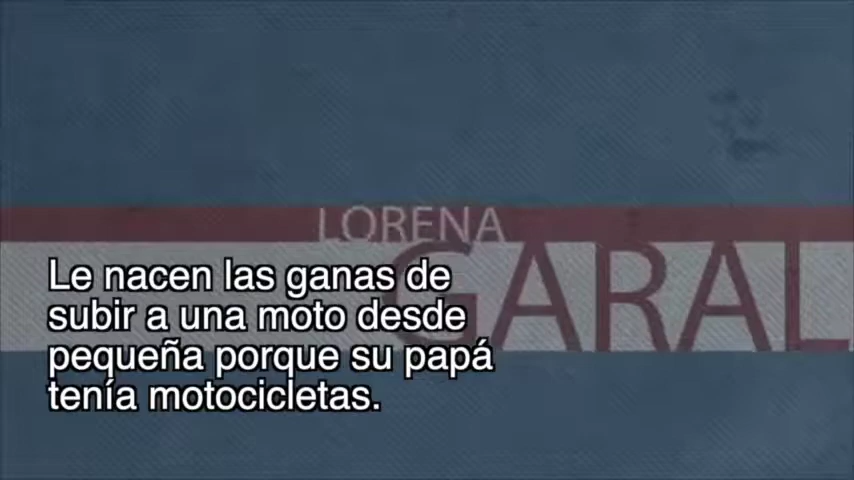 LORENA
GARAL
Le nacen las ganas de
subir a una moto desde
pequeña porque su papá
tenía motocicletas.